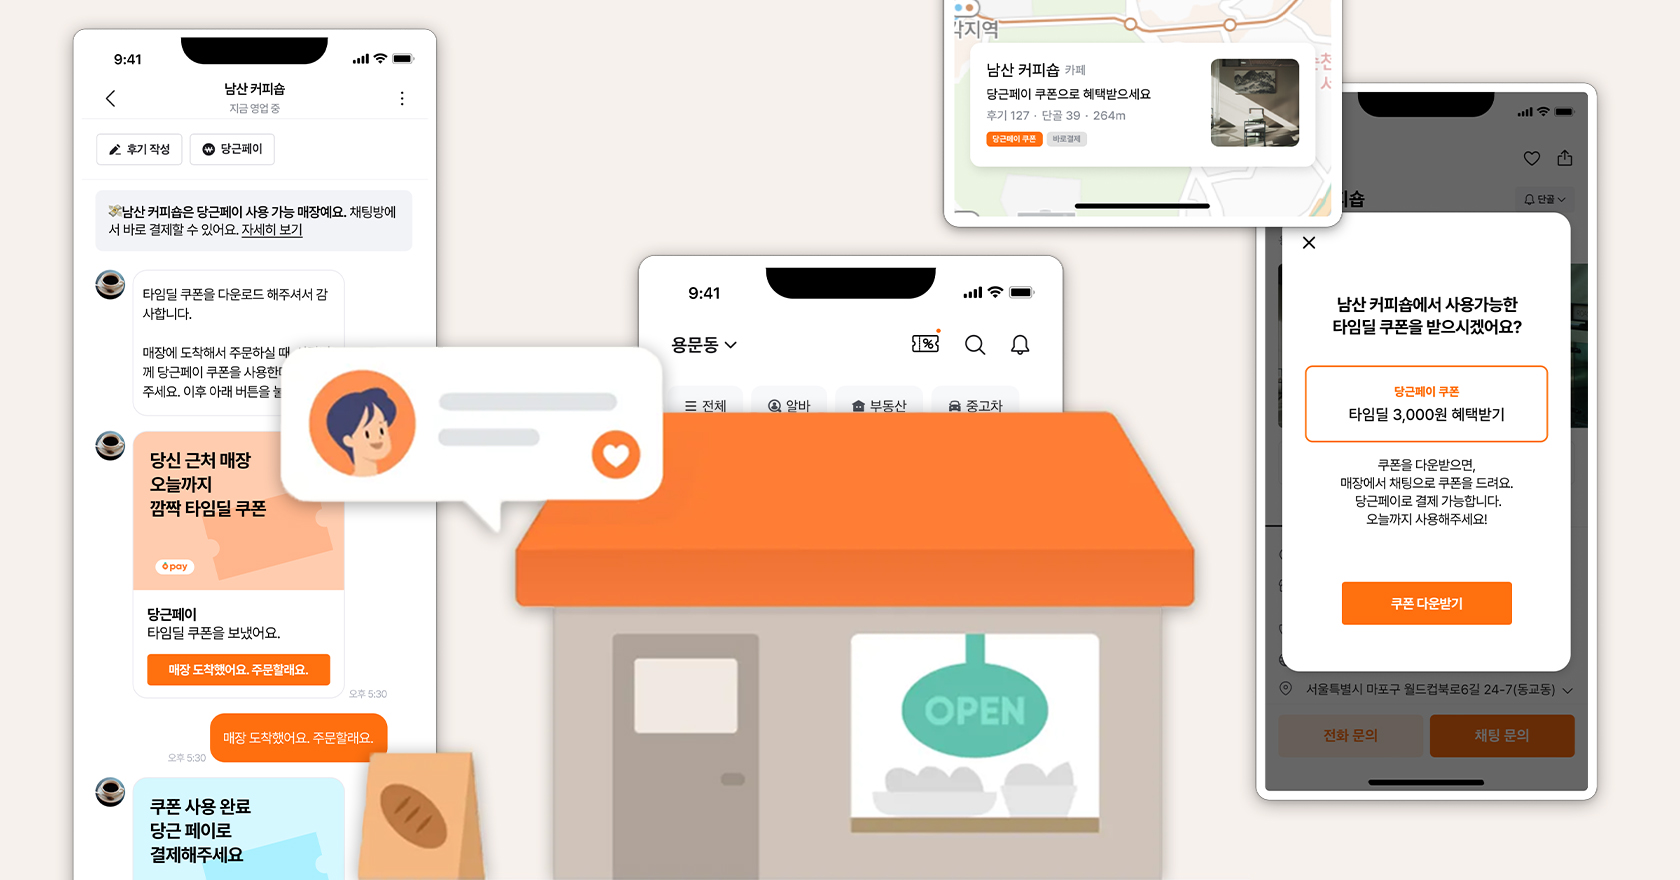 9:41
남산 커피숍
지금 영업 중
후기 작성
당근페이
남산 커피숍은 당근페이 사용 가능 매장예요. 채팅방에
서 바로 결제할 수 있어요. 자세히 보기
타임딜 쿠폰을 다운로드 해주셔서 감
사합니다.
매장에 도착해서 주문하실 때
께 당근페이 쿠폰을 사용한
주세요. 이후 아래 버튼을
당신 근처 매장
오늘까지
깜짝 타임딜 쿠폰
pay
당근페이
타임딜 쿠폰을 보냈어요.
매장 도착했어요. 주문할래요.
오후 5:30
매장 도착했어요. 주문할래요.
오후 5:30
쿠폰 사용 완료
당근 페이로
결제해주세요
9:41
용문동
%
전체
알바
부동산
중고차
OPEN
각지역
남산 커피숍 카페
당근페이 쿠폰으로 혜택받으세요
후기 127 · 단골 39 · 264m
당근페이 쿠폰
바로결제
단골
남산 커피숍에서 사용가능한
타임딜 쿠폰을 받으시겠어요?
당근페이 쿠폰
타임딜 3,000원 혜택받기
쿠폰을 다운받으면,
매장에서 채팅으로 쿠폰을 드려요.
당근페이로 결제 가능합니다.
오늘까지 사용해주세요!
쿠폰 다운받기
서울특별시 마포구 월드컵북로6길 24-7(동교동)
전화 문의
채팅 문의